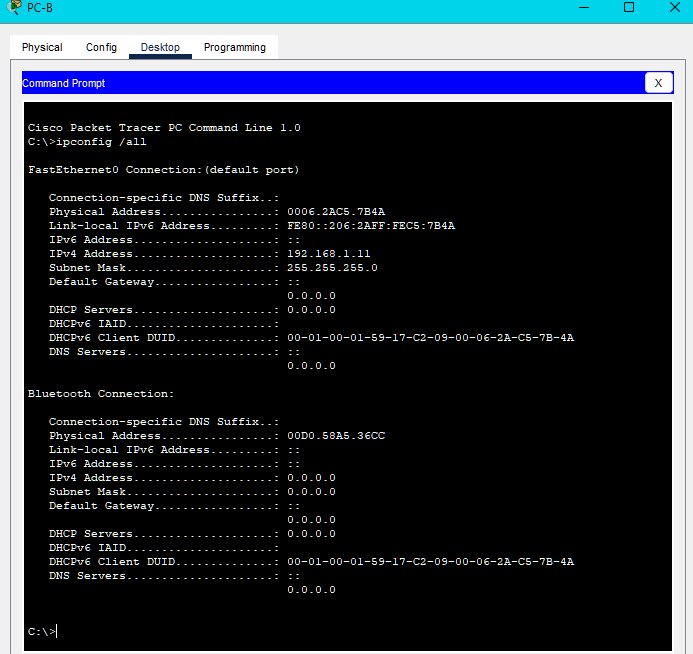 PC-B
Physical Config Desktop Programming
Command Prompt X
Cisco Packet Tracer PC Command Line 1.0
C:\>ipconfig /all
FastEthernet0 Connection:(default port)
Connection-specific DNS Suffix..:
Physical Address................: 0006.2AC5.7B4A
Link-local IPv6 Address.........: FE80::206:2AFF:FEC5:7B4A
IPv6 Address....................: ::
IPv4 Address....................: 192.168.1.11
Subnet Mask.....................: 255.255.255.0
Default Gateway.................: ::
0.0.0.0
DHCP Servers....................: 0.0.0.0
DHCPv6 IAID.....................:
DHCPv6 Client DUID..............: 00-01-00-01-59-17-C2-09-00-06-2A-C5-7B-4A
DNS Servers.....................: ::
0.0.0.0
Bluetooth Connection:
Connection-specific DNS Suffix..:
Physical Address................: 00D0.58A5.36CC
Link-local IPv6 Address.........: ::
IPv6 Address....................: ::
IPv4 Address....................: 0.0.0.0
Subnet Mask.....................: 0.0.0.0
Default Gateway.................: ::
0.0.0.0
DHCP Servers....................: 0.0.0.0
DHCPv6 IAID.....................:
DHCPv6 Client DUID..............: 00-01-00-01-59-17-C2-09-00-06-2A-C5-7B-4A
DNS Servers.....................: ::
0.0.0.0
C:\>